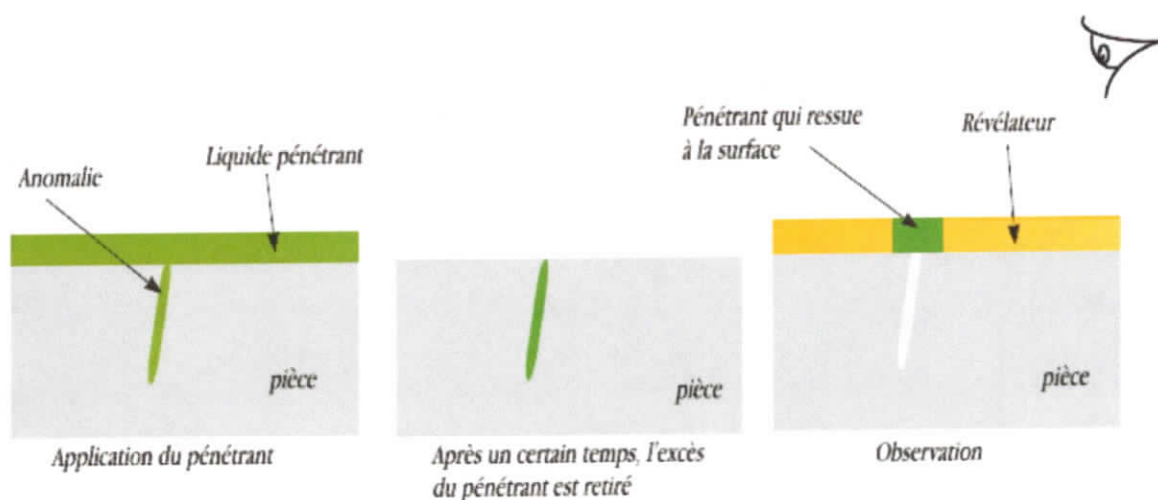 Anomalie
Liquide pénétrant
pièce
Application du pénétrant
pièce
Après un certain temps, l'excès
du pénétrant est retiré
Pénétrant qui ressue
à la surface
Révélateur
pièce
Observation